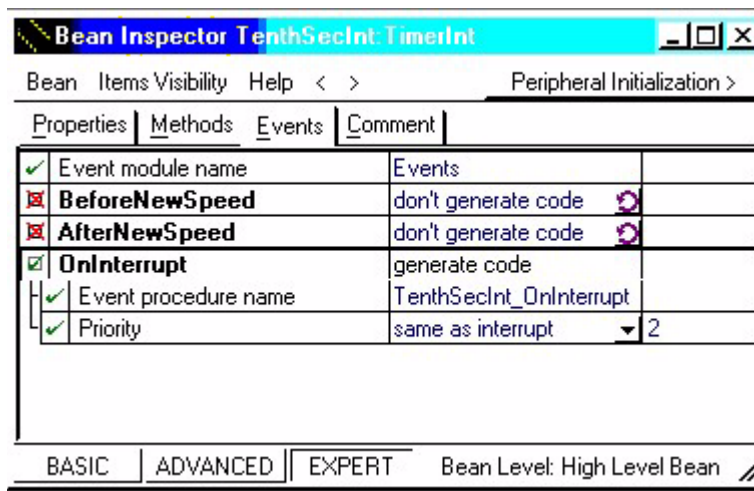 Bean Inspector TenthSecInt:TimerInt
Bean Items Visibility Help < > Peripheral Initialization >
Properties Methods Events Comment
Event module name Events
BeforeNewSpeed don't generate code
AfterNewSpeed don't generate code
OnInterrupt generate code
Event procedure name TenthSecInt_OnInterrupt
Priority same as interrupt 2
BASIC ADVANCED EXPERT Bean Level: High Level Bean